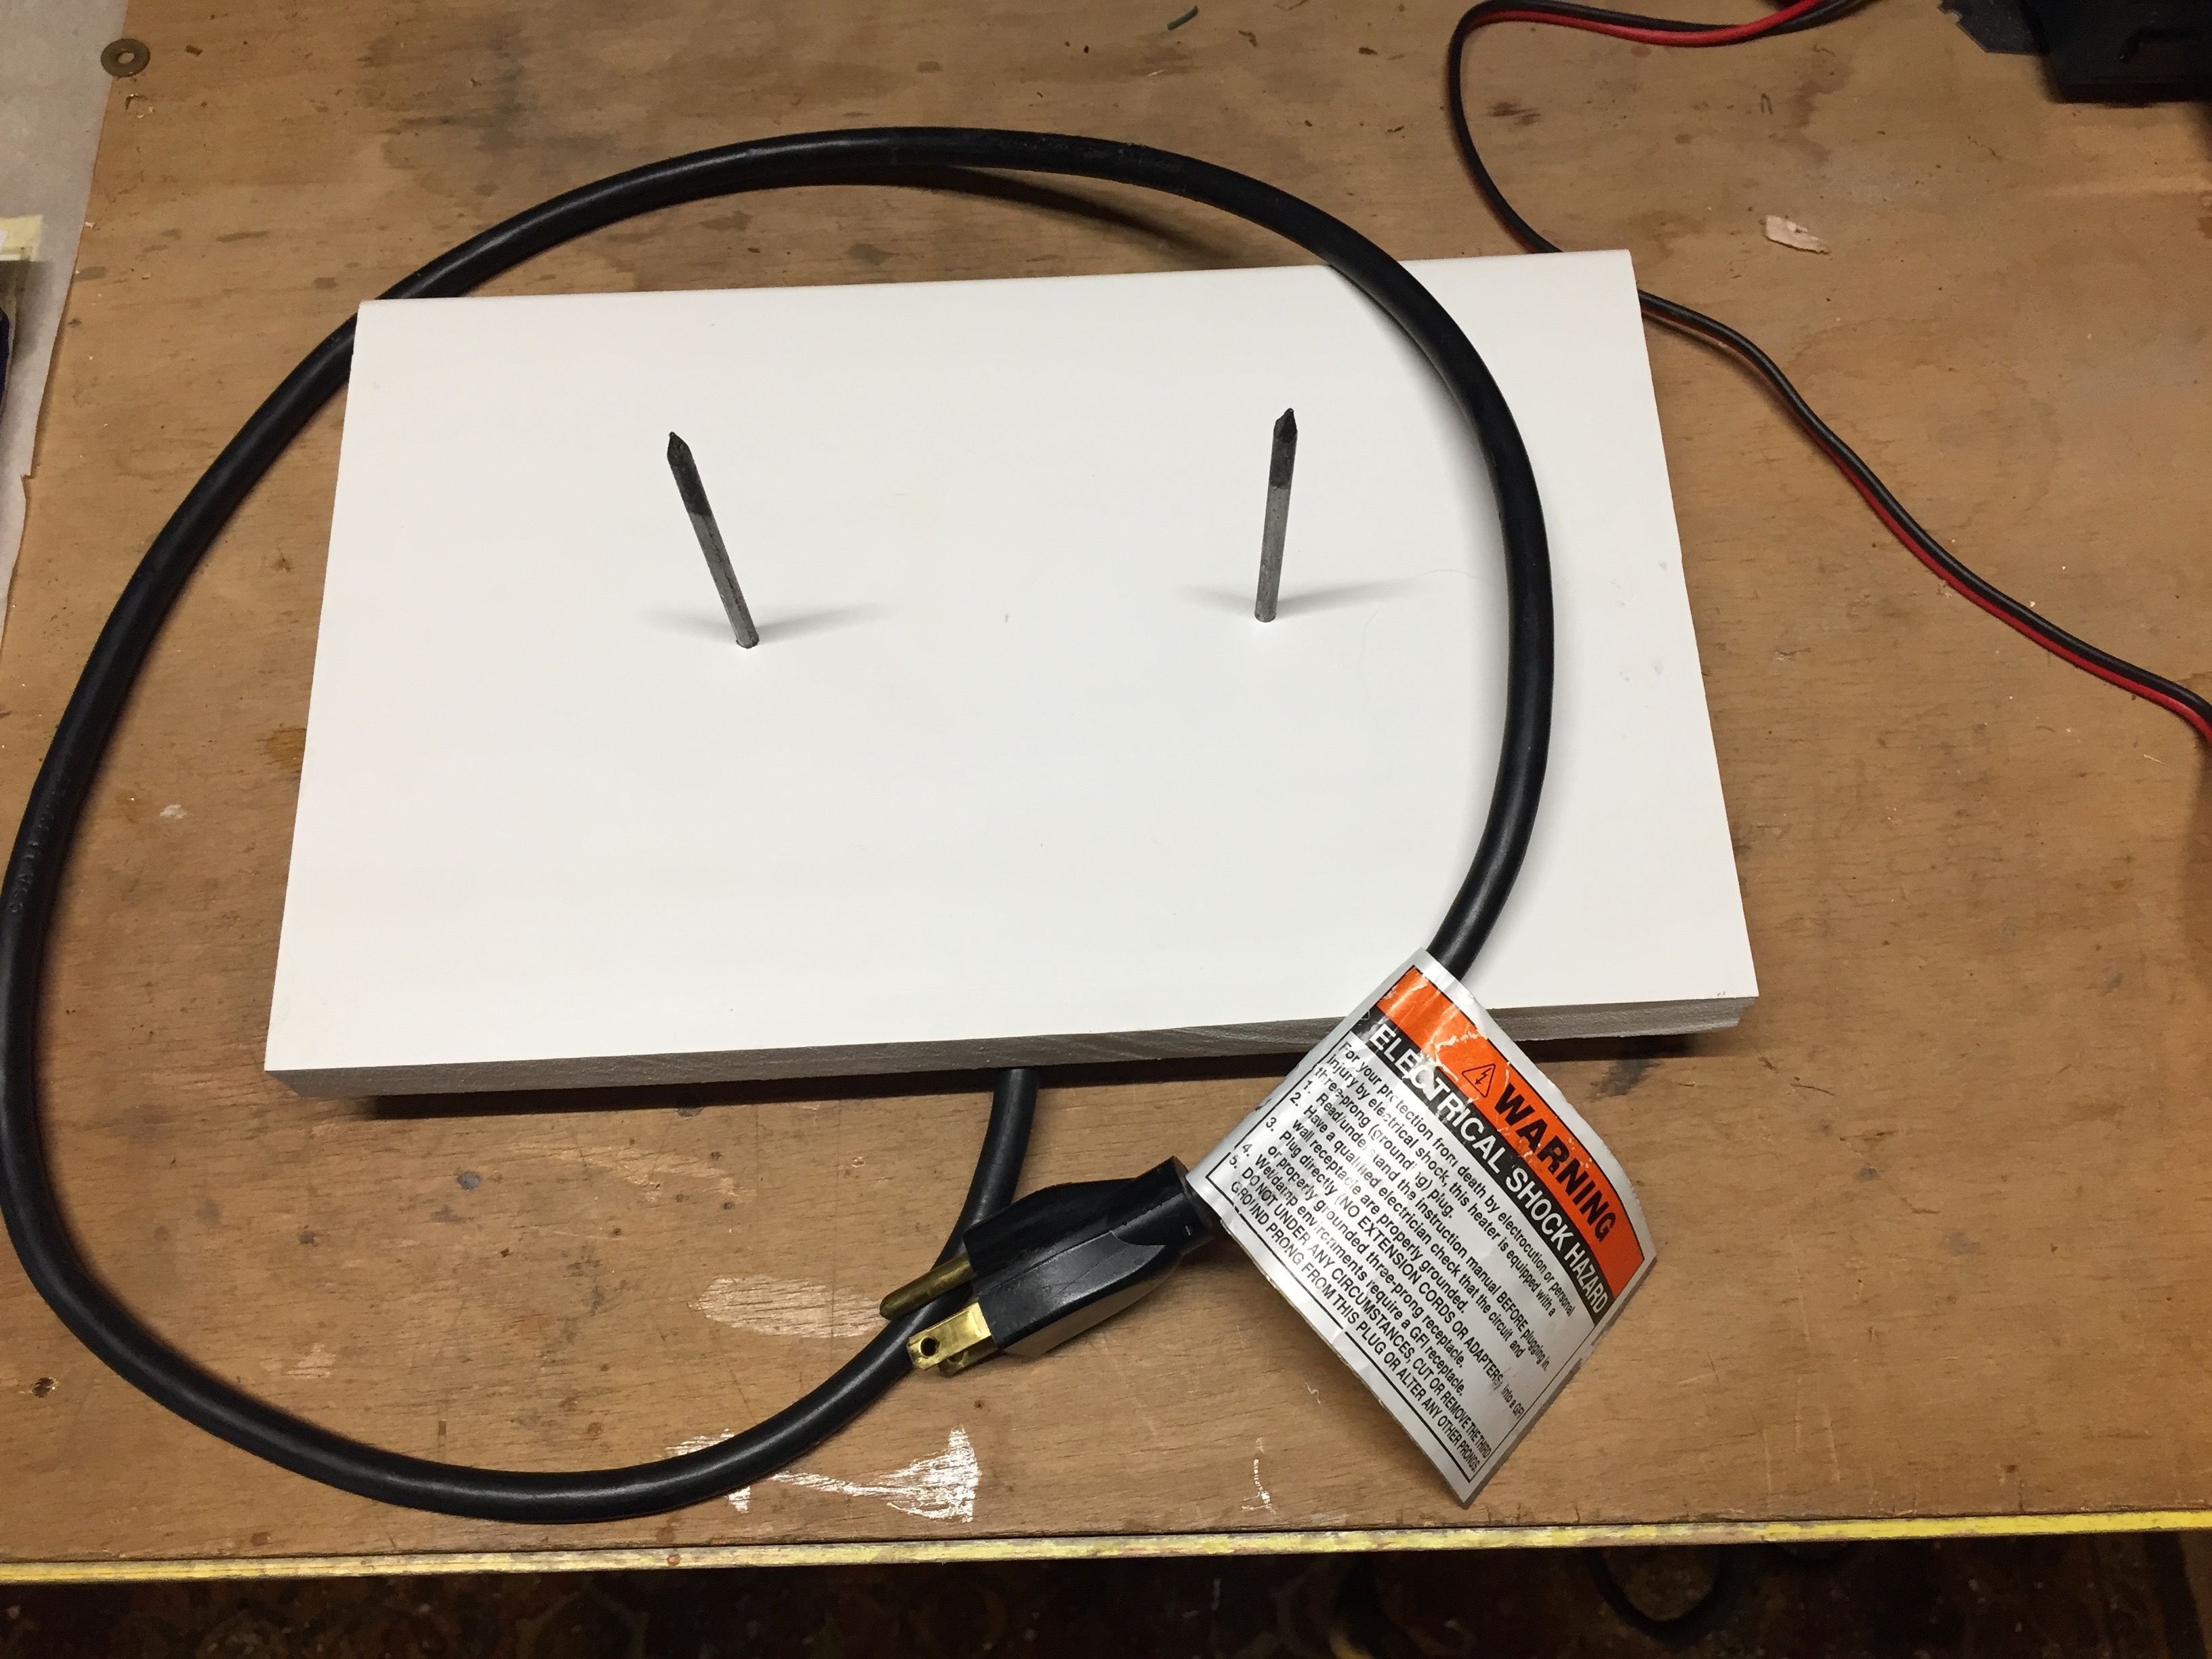 WARNING
ELECTRICAL SHOCK HAZARD
For your protection from death by electrocution or personal
injury by electrical shock, this heater is equipped with a
three-prong (grounding) plug.
1. Read/understand the instruction manual BEFORE plugging in.
2. Have a qualified electrician check that the circuit and
wall receptacle are properly grounded.
3. Plug directly (NO EXTENSION CORDS OR ADAPTERS) into a GFI
or properly grounded three-prong receptacle.
4. Wet/damp environments require a GFI receptacle.
5. DO NOT UNDER ANY CIRCUMSTANCES, CUT OR REMOVE THE THIRD
GROUND PRONG FROM THIS PLUG OR ALTER ANY OTHER PRONGS.